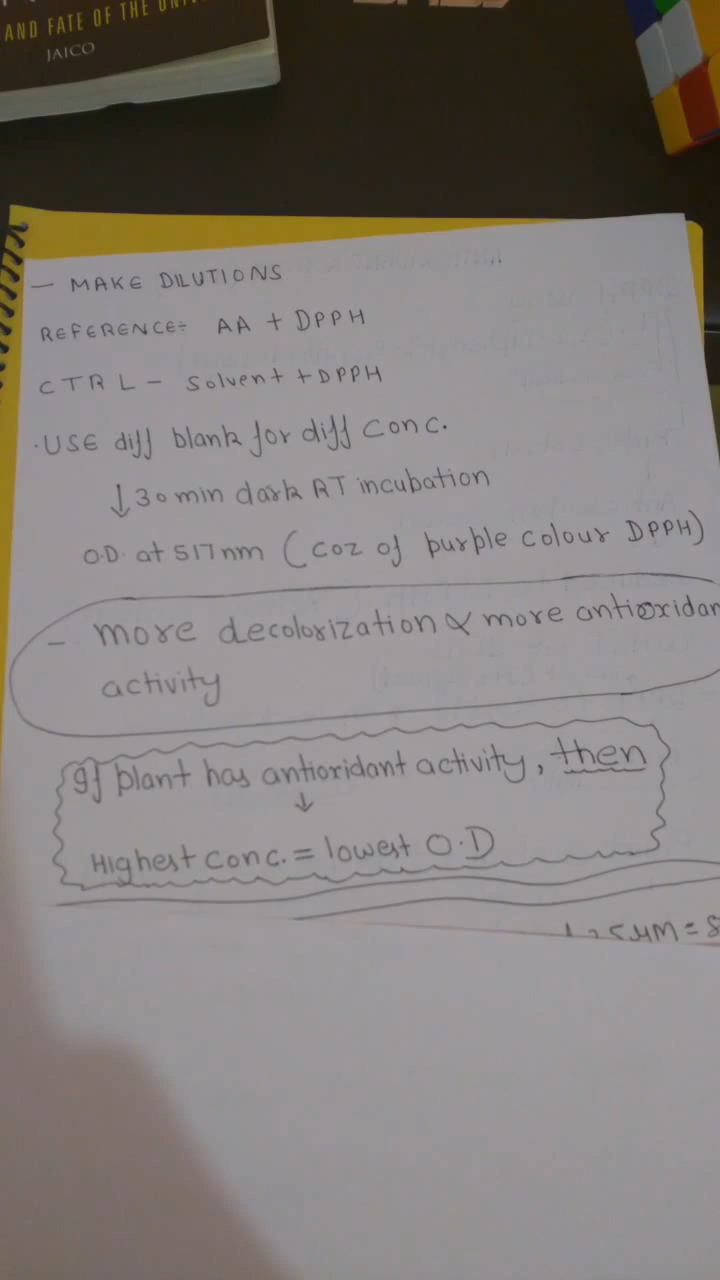 AND FATE OF THE
JAICO
— MAKE DILUTIONS
REFERENCE:- AA + DPPH
CTRL - Solvent + DPPH
·USE diff blank for diff conc.
↓ 30 min dark RT incubation
O.D. at 517nm (coz of purple colour DPPH)
- more decolorization ∝ more antioxidan
activity
If plant has antioxidant activity, then
↓
Highest conc. = lowest O.D